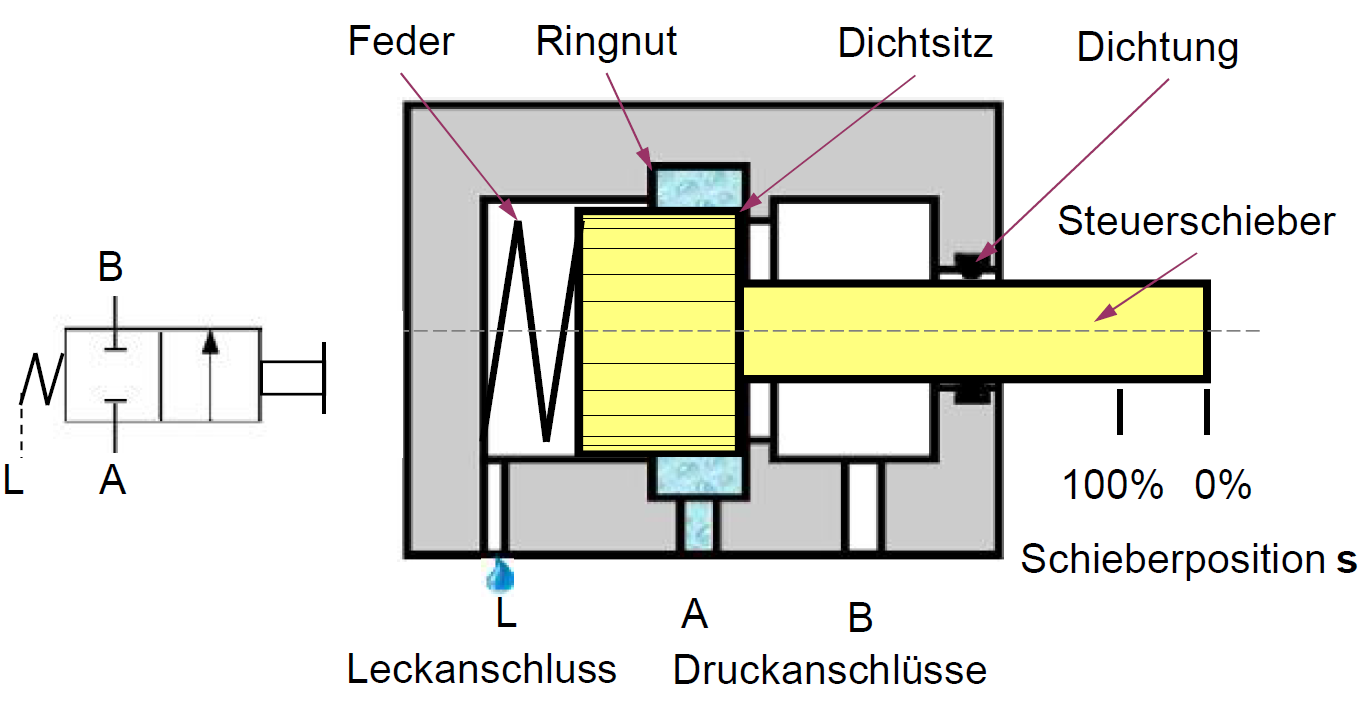 Feder
Ringnut
Dichtsitz
Dichtung
Steuerschieber
B
L
A
100%
0%
Schieberposition s
L
A
B
Leckanschluss
Druckanschlüsse